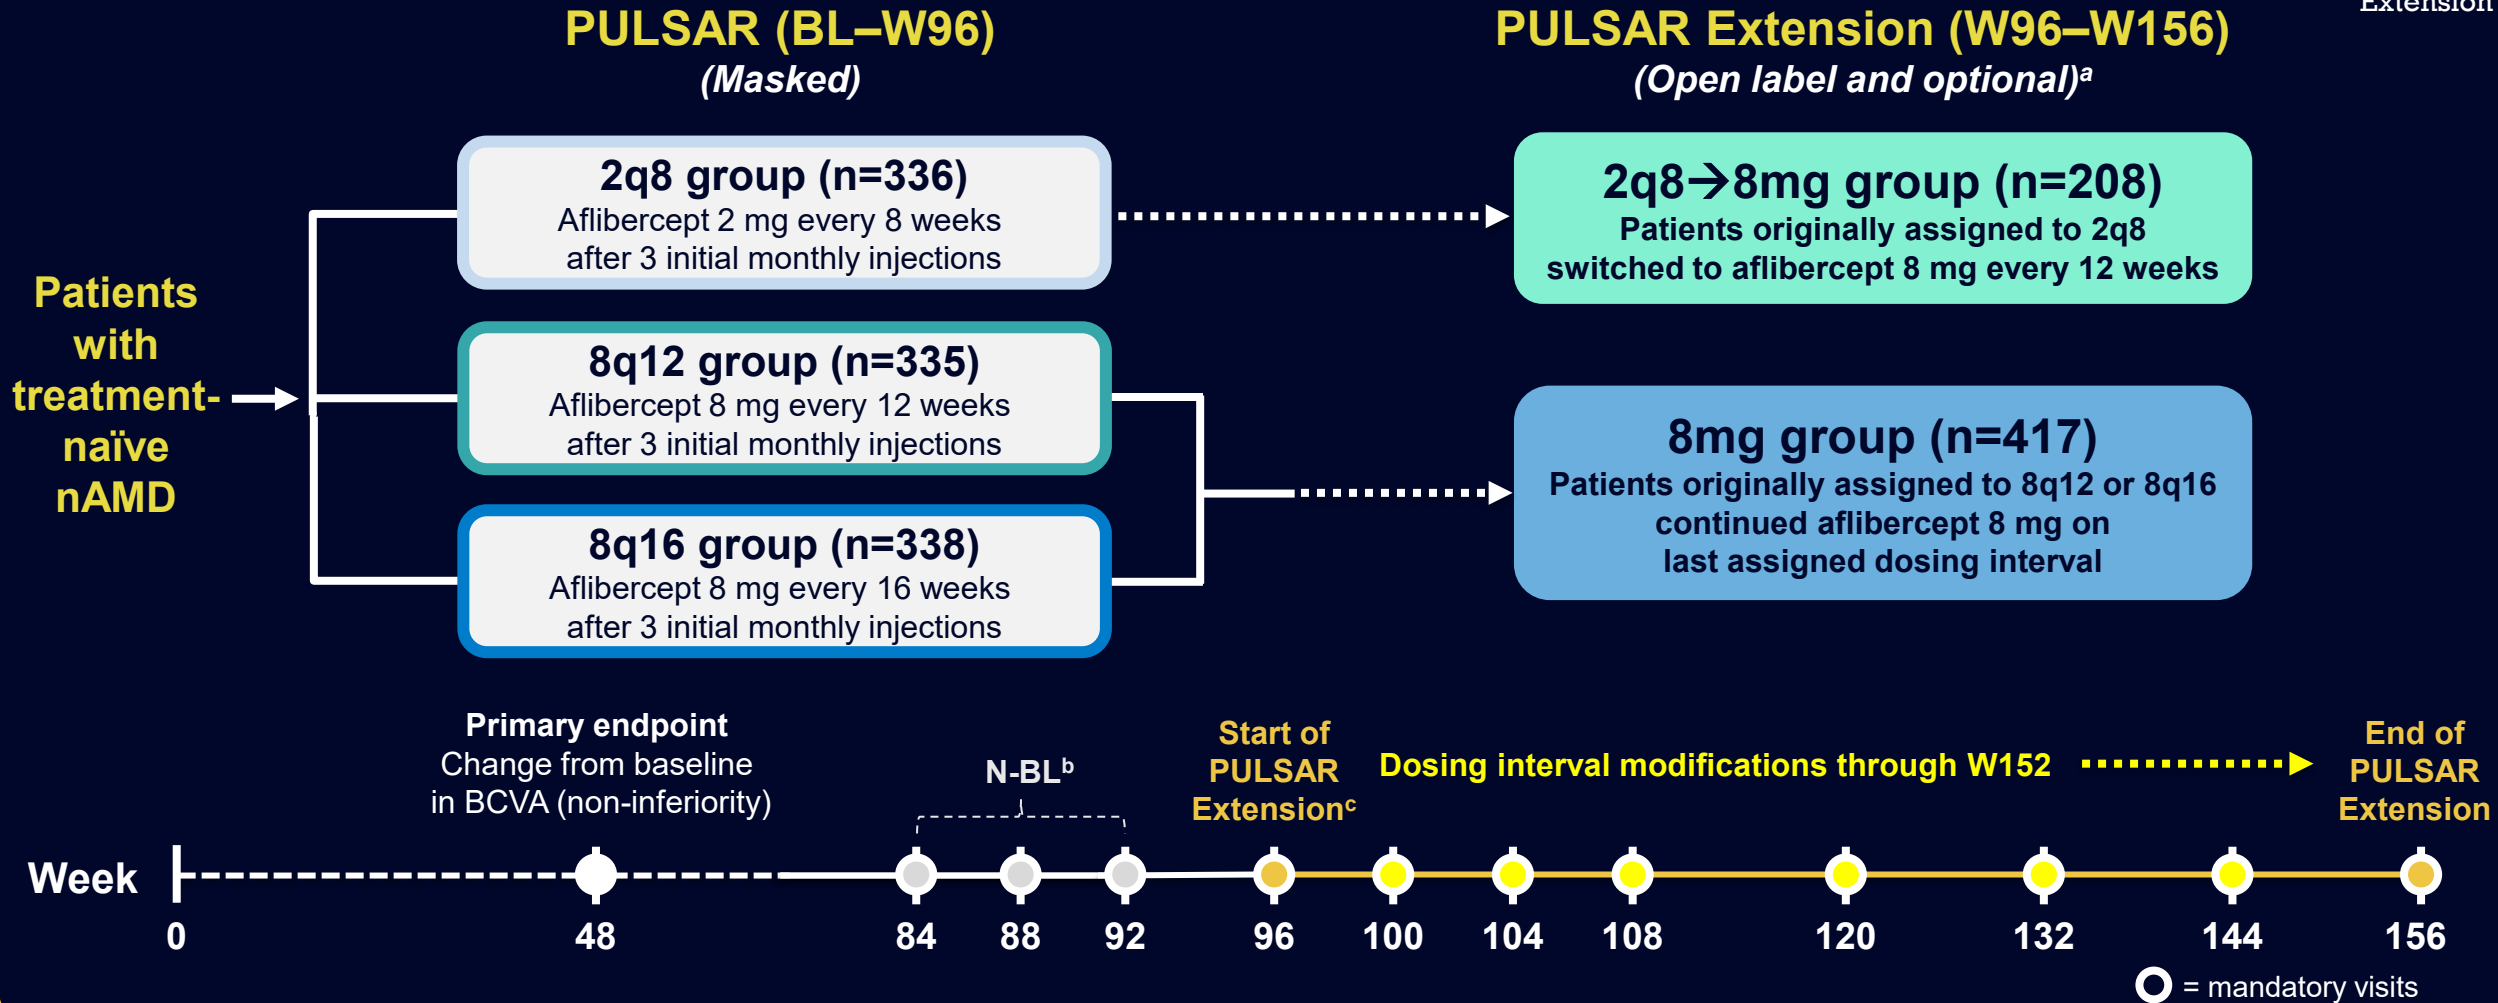 Extension
PULSAR (BL–W96)
(Masked)
PULSAR Extension (W96–W156)
(Open label and optional)ᵃ
Patients
with
treatment-
naïve
nAMD
2q8 group (n=336)
Aflibercept 2 mg every 8 weeks
after 3 initial monthly injections
8q12 group (n=335)
Aflibercept 8 mg every 12 weeks
after 3 initial monthly injections
8q16 group (n=338)
Aflibercept 8 mg every 16 weeks
after 3 initial monthly injections
2q8→8mg group (n=208)
Patients originally assigned to 2q8
switched to aflibercept 8 mg every 12 weeks
8mg group (n=417)
Patients originally assigned to 8q12 or 8q16
continued aflibercept 8 mg on
last assigned dosing interval
Primary endpoint
Change from baseline
in BCVA (non-inferiority)
N-BLᵇ
Start of
PULSAR
Extensionᶜ
Dosing interval modifications through W152
End of
PULSAR
Extension
Week
0 48 84 88 92 96 100 104 108 120 132 144 156
= mandatory visits